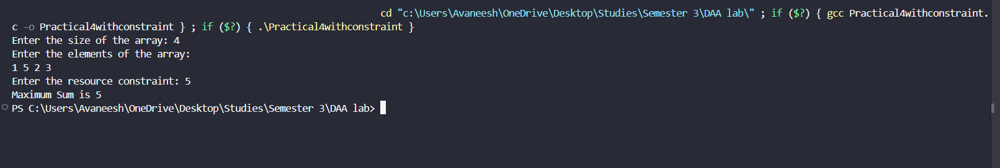 cd "c:\Users\Avaneesh\OneDrive\Desktop\Studies\Semester 3\DAA lab\" ; if ($?) { gcc Practical4withconstraint.
c -o Practical4withconstraint } ; if ($?) { .\Practical4withconstraint }
Enter the size of the array: 4
Enter the elements of the array:
1 5 2 3
Enter the resource constraint: 5
Maximum Sum is 5
PS C:\Users\Avaneesh\OneDrive\Desktop\Studies\Semester 3\DAA lab>